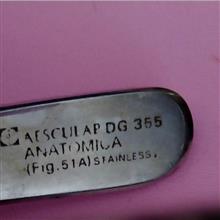 AESCULAP DG 355
ANATOMICA
(Fig.51A) STAINLESS,